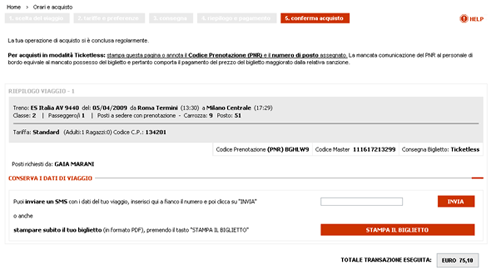 Home > Orari e acquisto
1. scelta del viaggio 2. tariffa e preferenze 3. consegna 4. riepilogo e pagamento 5. conferma acquisto
HELP
La tua operazione di acquisto si è conclusa regolarmente.
Per acquisti in modalità Ticketless: stampa questa pagina o annota il Codice Prenotazione (PNR) e il numero di posto assegnato. La mancata comunicazione del PNR al personale di
bordo equivale al mancato possesso del biglietto e pertanto comporta il pagamento del prezzo del biglietto maggiorato dalla relativa sanzione.
RIEPILOGO VIAGGIO - 1
Treno: ES Italia AV 9440 del: 05/04/2009 da Roma Termini (13:30) a Milano Centrale (17:29)
Classe: 2 | Passeggero/i 1 | Posti a sedere con prenotazione - Carrozza: 9 Posto: 51
Tariffa: Standard (Adulti:1 Ragazzi:0) Codice C.P.: 134201
Codice Prenotazione (PNR) BGHLW9 Codice Master 111617213299 Consegna Biglietto: Ticketless
Posti richiesti da: GAIA MARANI
CONSERVA I DATI DI VIAGGIO
Puoi inviare un SMS con i dati del tuo viaggio, inserisci qui a fianco il numero e poi clicca su "INVIA" INVIA
o anche
stampare subito il tuo biglietto (in formato PDF), premendo il tasto "STAMPA IL BIGLIETTO" STAMPA IL BIGLIETTO
TOTALE TRANSAZIONE ESEGUITA: EURO 75,10